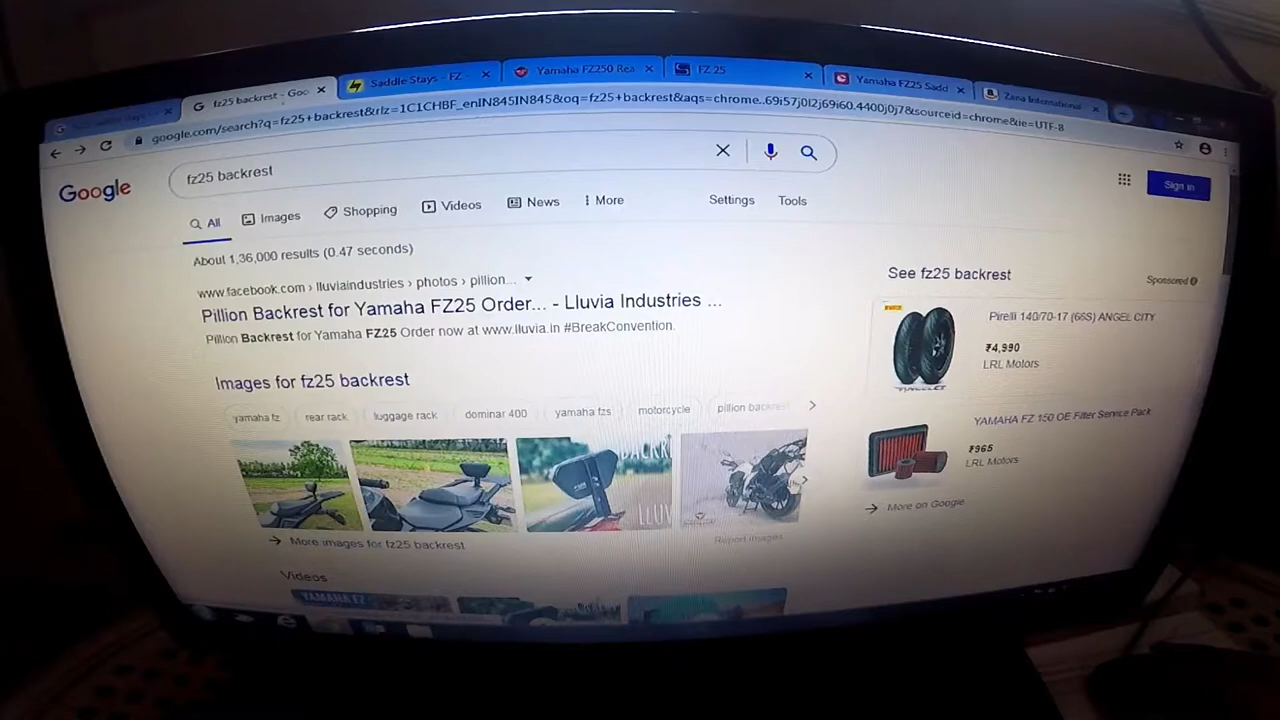 fz25 backrest - Goo
Saddle Stays - FZ -
Yamaha FZ250 Rea
FZ 25
Yamaha FZ25 Sadd
Zana International
google.com/search?q=fz25+backrest&rlz=1C1CHBF_enIN845IN845&oq=fz25+backrest&aqs=chrome..69i57j0l2j69i60.4400j0j7&sourceid=chrome&ie=UTF-8
Google
fz25 backrest
Sign in
All
Images
Shopping
Videos
News
More
Settings
Tools
About 1,36,000 results (0.47 seconds)
www.facebook.com › lluviaindustries › photos › pillion...
Pillion Backrest for Yamaha FZ25 Order... - Lluvia Industries ...
Pillion Backrest for Yamaha FZ25 Order now at www.lluvia.in #BreakConvention.
Images for fz25 backrest
yamaha fz
rear rack
luggage rack
dominar 400
yamaha fzs
motorcycle
pillion backrest
BACKR
LLUV
More images for fz25 backrest
Report images
Videos
YAMAHA FZ
See fz25 backrest
Sponsored
Pirelli 140/70-17 (66S) ANGEL CITY
₹4,990
LRL Motors
YAMAHA FZ 150 OE Filter Service Pack
₹965
LRL Motors
More on Google